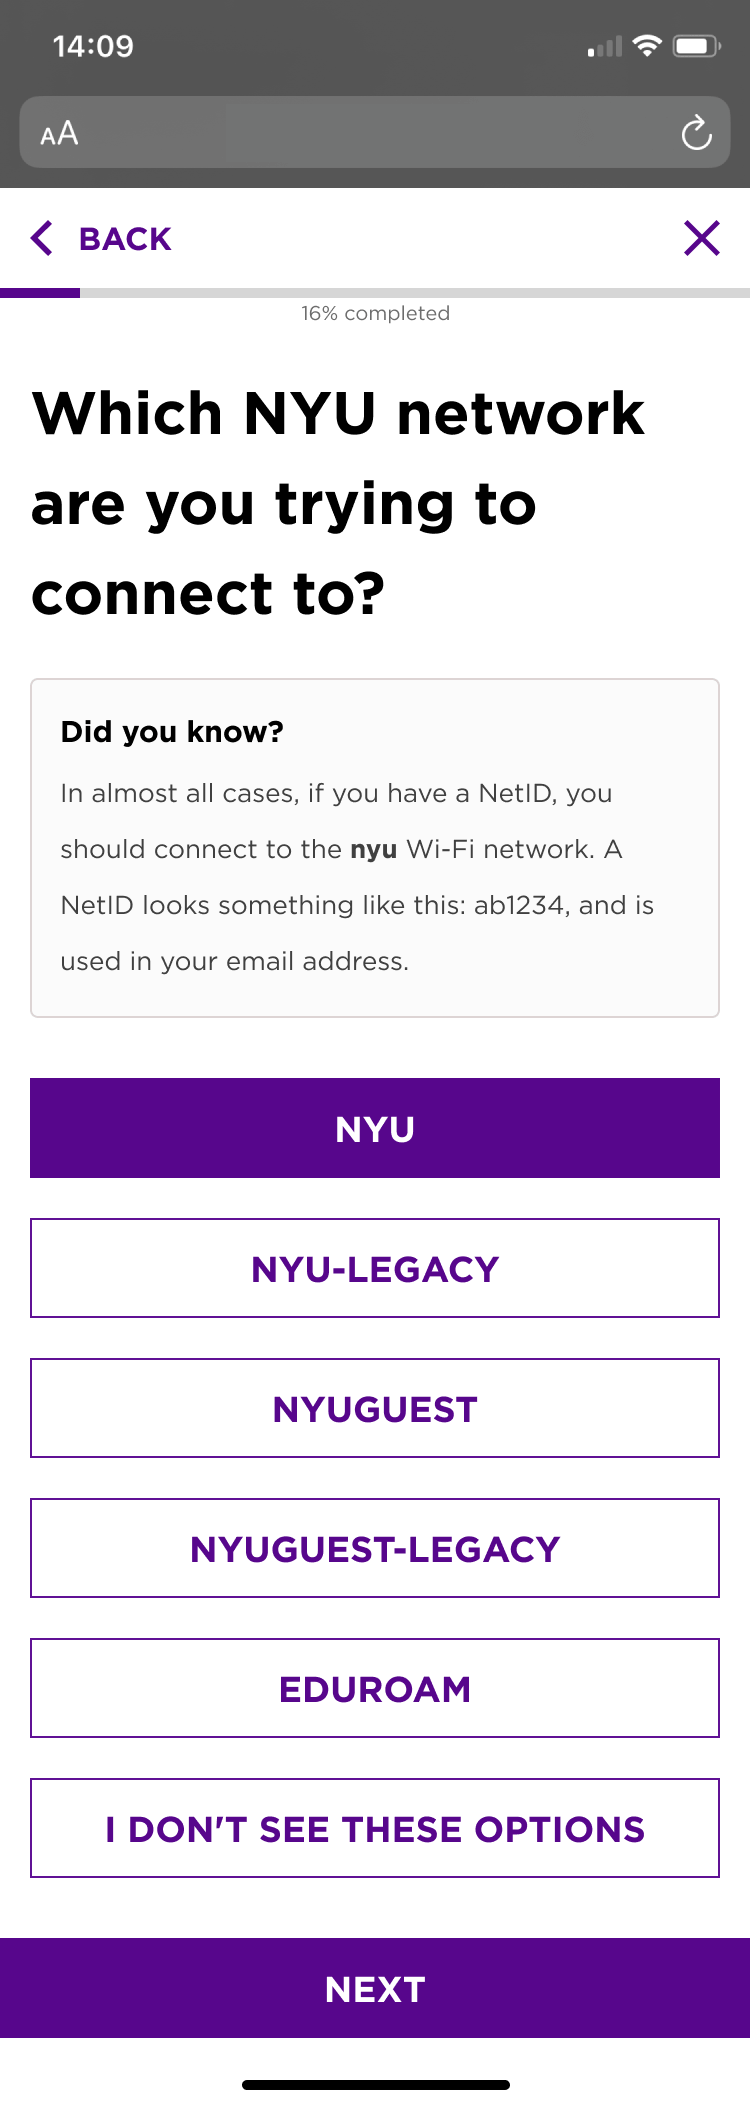 14:09
AA
BACK
16% completed
Which NYU network
are you trying to
connect to?
Did you know?
In almost all cases, if you have a NetID, you
should connect to the nyu Wi-Fi network. A
NetID looks something like this: ab1234, and is
used in your email address.
NYU
NYU-LEGACY
NYUGUEST
NYUGUEST-LEGACY
EDUROAM
I DON'T SEE THESE OPTIONS
NEXT